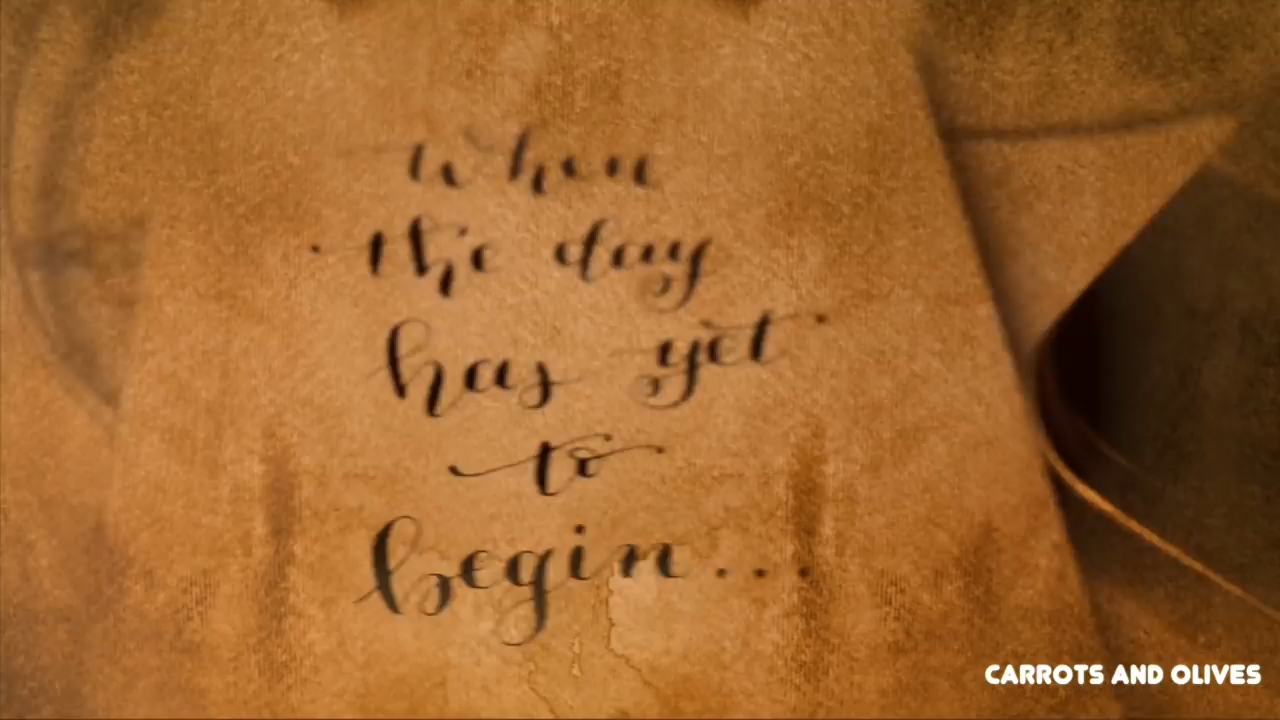 When
the day
has yet
to
begin...
CARROTS AND OLIVES